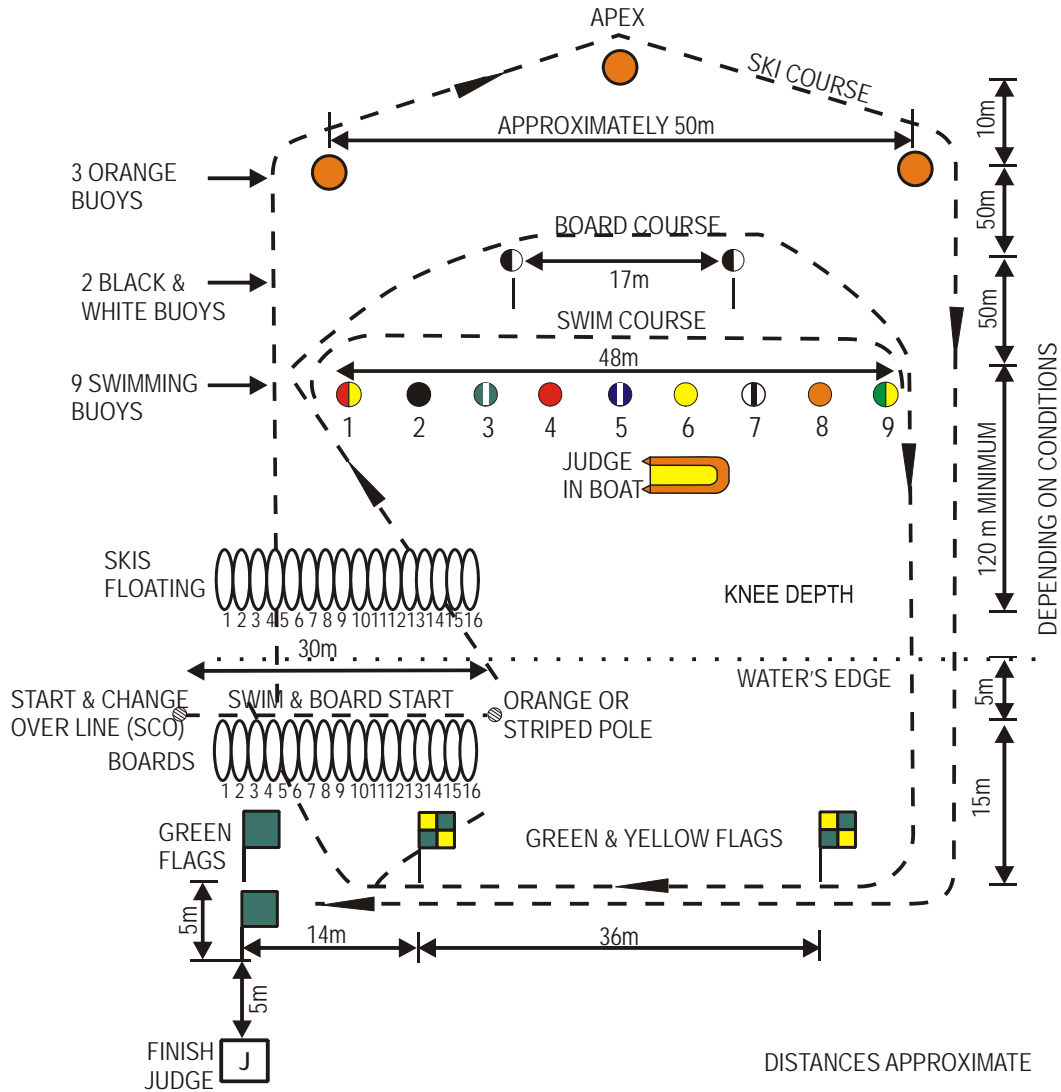 APEX
SKI COURSE
APPROXIMATELY 50m
10m
3 ORANGE
BUOYS
50m
BOARD COURSE
17m
2 BLACK &
WHITE BUOYS
50m
SWIM COURSE
48m
9 SWIMMING
BUOYS
1 2 3 4 5 6 7 8 9
JUDGE
IN BOAT
120 m MINIMUM
DEPENDING ON CONDITIONS
SKIS
FLOATING
KNEE DEPTH
1 2 3 4 5 6 7 8 9 10 11 12 13 14 15 16
30m
WATER'S EDGE
5m
START & CHANGE
OVER LINE (SCO)
SWIM & BOARD START
ORANGE OR
STRIPED POLE
BOARDS
1 2 3 4 5 6 7 8 9 10 11 12 13 14 15 16
15m
GREEN
FLAGS
GREEN & YELLOW FLAGS
5m
14m
36m
5m
FINISH
JUDGE
J
DISTANCES APPROXIMATE